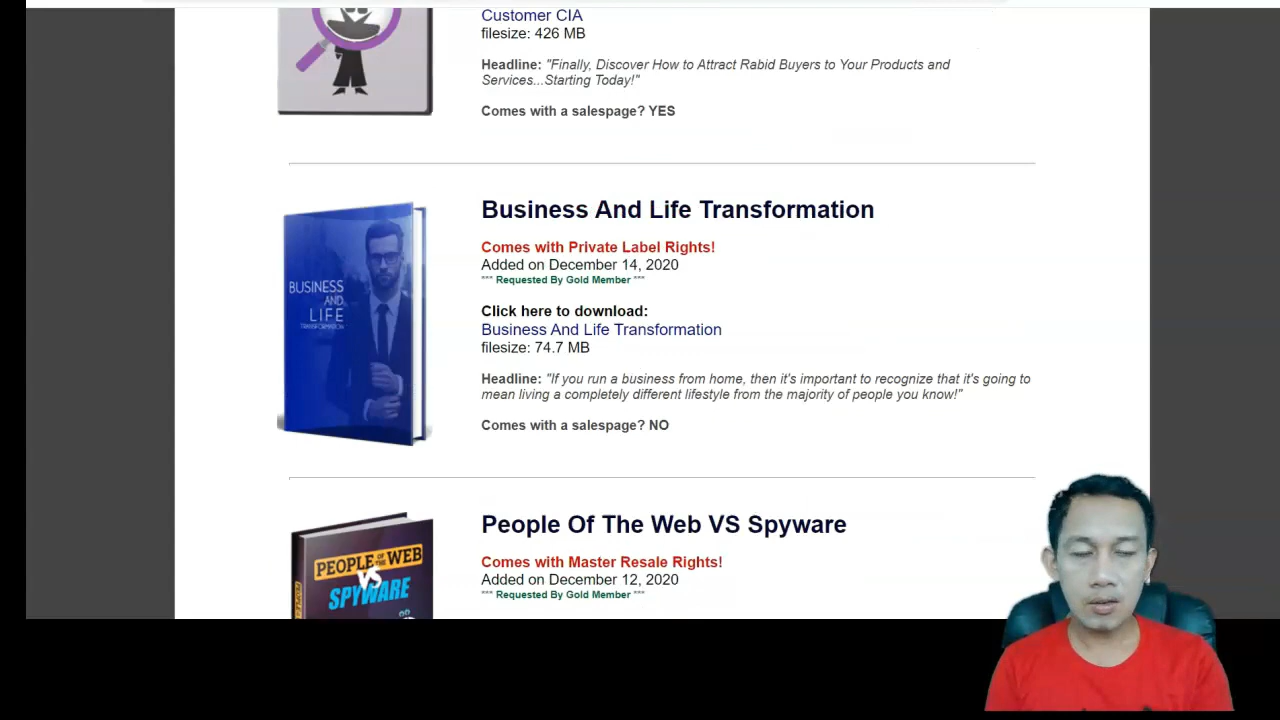 Customer CIA
filesize: 426 MB
Headline: "Finally, Discover How to Attract Rabid Buyers to Your Products and
Services...Starting Today!"
Comes with a salespage? YES
BUSINESS
AND
LIFE
TRANSFORMATION
Business And Life Transformation
Comes with Private Label Rights!
Added on December 14, 2020
*** Requested By Gold Member ***
Click here to download:
Business And Life Transformation
filesize: 74.7 MB
Headline: "If you run a business from home, then it's important to recognize that it's going to
mean living a completely different lifestyle from the majority of people you know!"
Comes with a salespage? NO
PEOPLE OF THE WEB
VS
SPYWARE
People Of The Web VS Spyware
Comes with Master Resale Rights!
Added on December 12, 2020
*** Requested By Gold Member ***